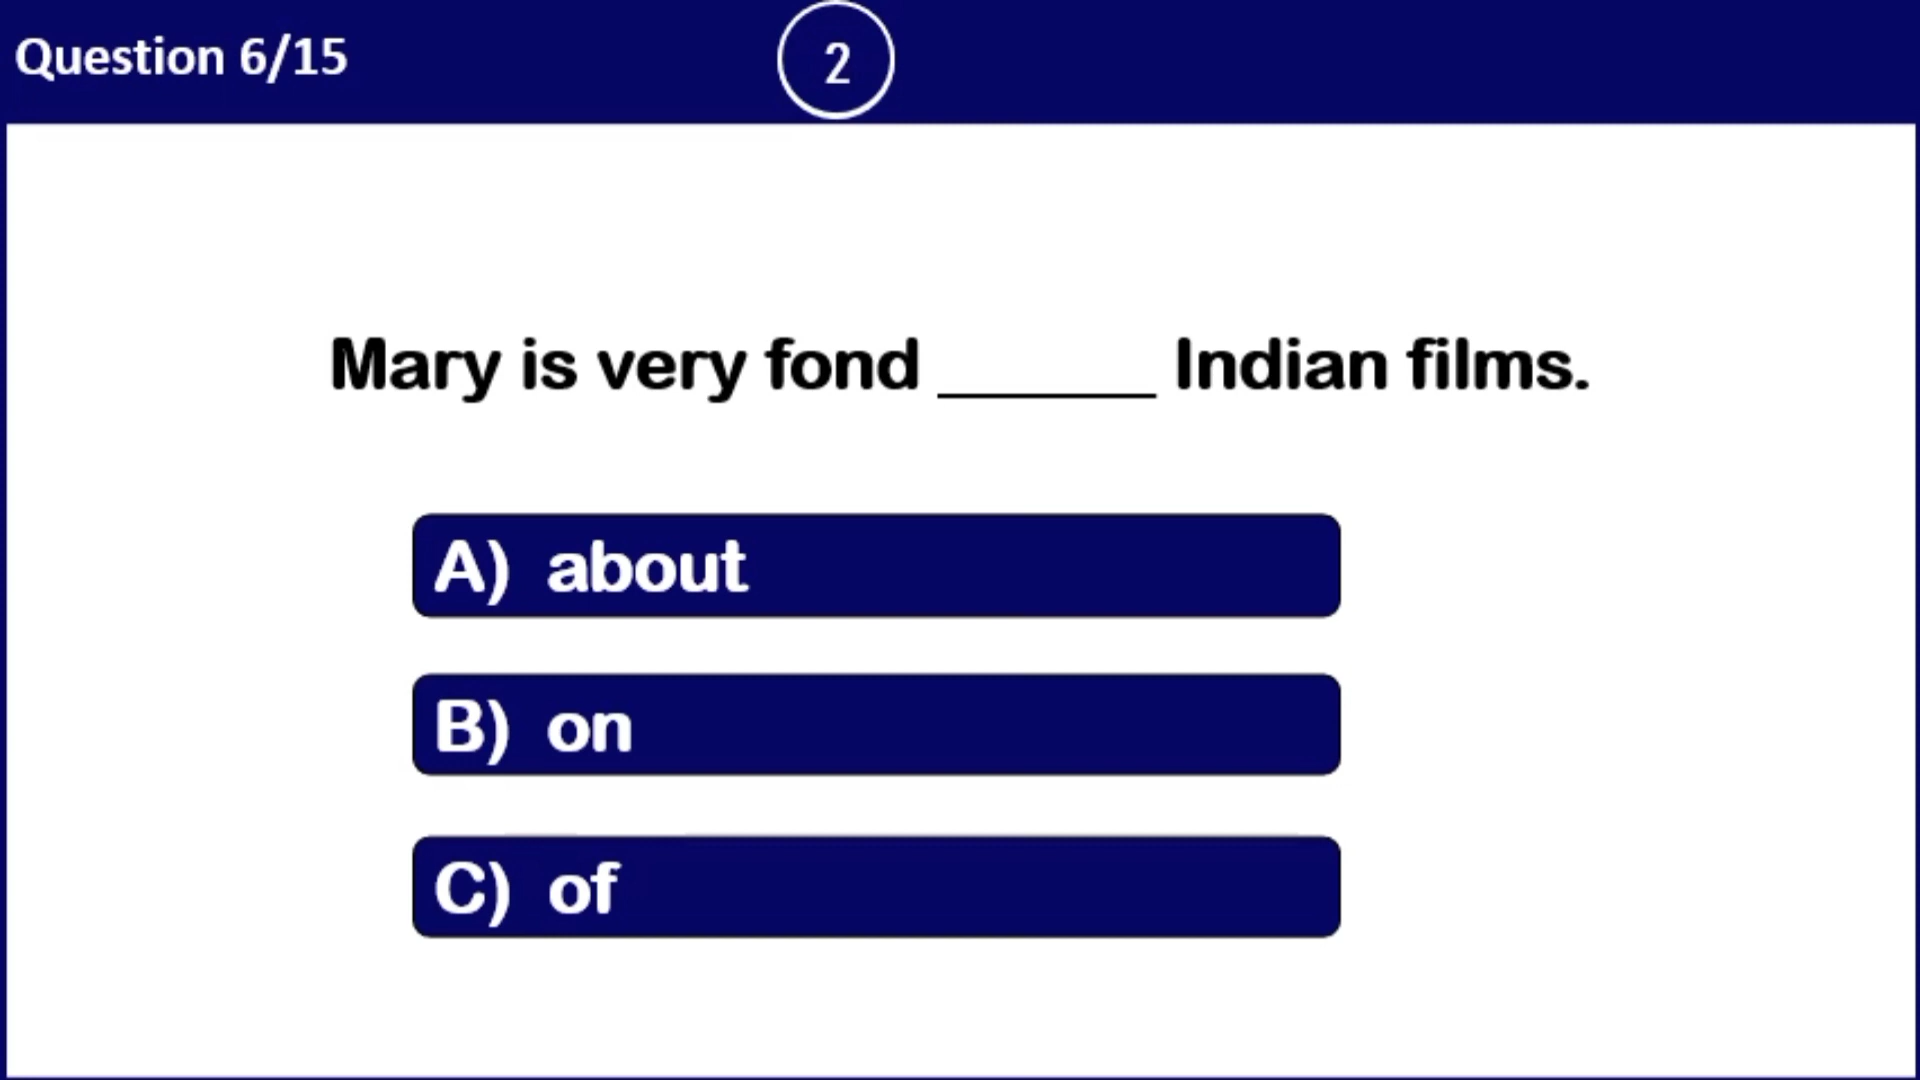 Question 6/15
2
Mary is very fond ______ Indian films.
A) about
B) on
C) of